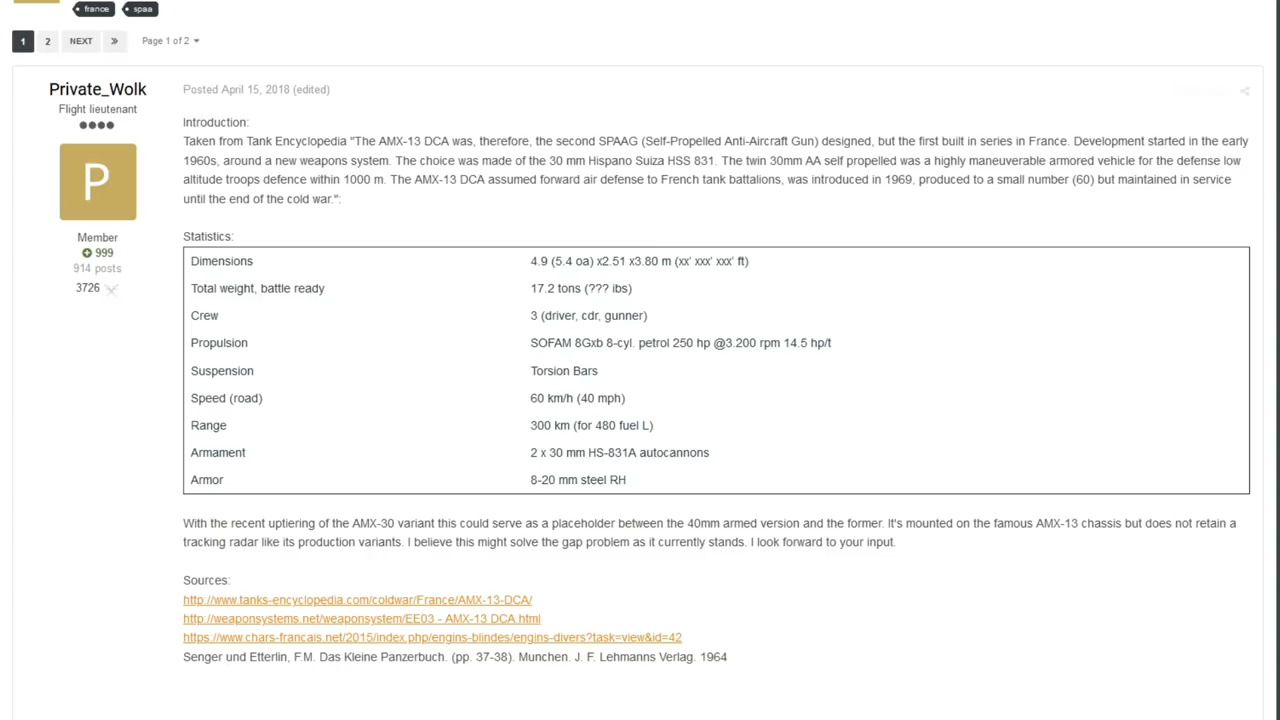 france spaa
1 2 NEXT » Page 1 of 2
Private_Wolk
Flight lieutenant
P
Member
999
914 posts
3726
Posted April 15, 2018 (edited)
Introduction:
Taken from Tank Encyclopedia "The AMX-13 DCA was, therefore, the second SPAAG (Self-Propelled Anti-Aircraft Gun) designed, but the first built in series in France. Development started in the early
1960s, around a new weapons system. The choice was made of the 30 mm Hispano Suiza HSS 831. The twin 30mm AA self propelled was a highly maneuverable armored vehicle for the defense low
altitude troops defence within 1000 m. The AMX-13 DCA assumed forward air defense to French tank battalions, was introduced in 1969, produced to a small number (60) but maintained in service
until the end of the cold war.":
Statistics:
Dimensions 4.9 (5.4 oa) x2.51 x3.80 m (xx' xxx' xxx' ft)
Total weight, battle ready 17.2 tons (??? ibs)
Crew 3 (driver, cdr, gunner)
Propulsion SOFAM 8Gxb 8-cyl. petrol 250 hp @3.200 rpm 14.5 hp/t
Suspension Torsion Bars
Speed (road) 60 km/h (40 mph)
Range 300 km (for 480 fuel L)
Armament 2 x 30 mm HS-831A autocannons
Armor 8-20 mm steel RH
With the recent uptiering of the AMX-30 variant this could serve as a placeholder between the 40mm armed version and the former. It's mounted on the famous AMX-13 chassis but does not retain a
tracking radar like its production variants. I believe this might solve the gap problem as it currently stands. I look forward to your input.
Sources:
http://www.tanks-encyclopedia.com/coldwar/France/AMX-13-DCA/
http://weaponsystems.net/weaponsystem/EE03 - AMX-13 DCA.html
https://www.chars-francais.net/2015/index.php/engins-blindes/engins-divers?task=view&id=42
Senger und Etterlin, F.M. Das Kleine Panzerbuch. (pp. 37-38). Munchen. J. F. Lehmanns Verlag. 1964